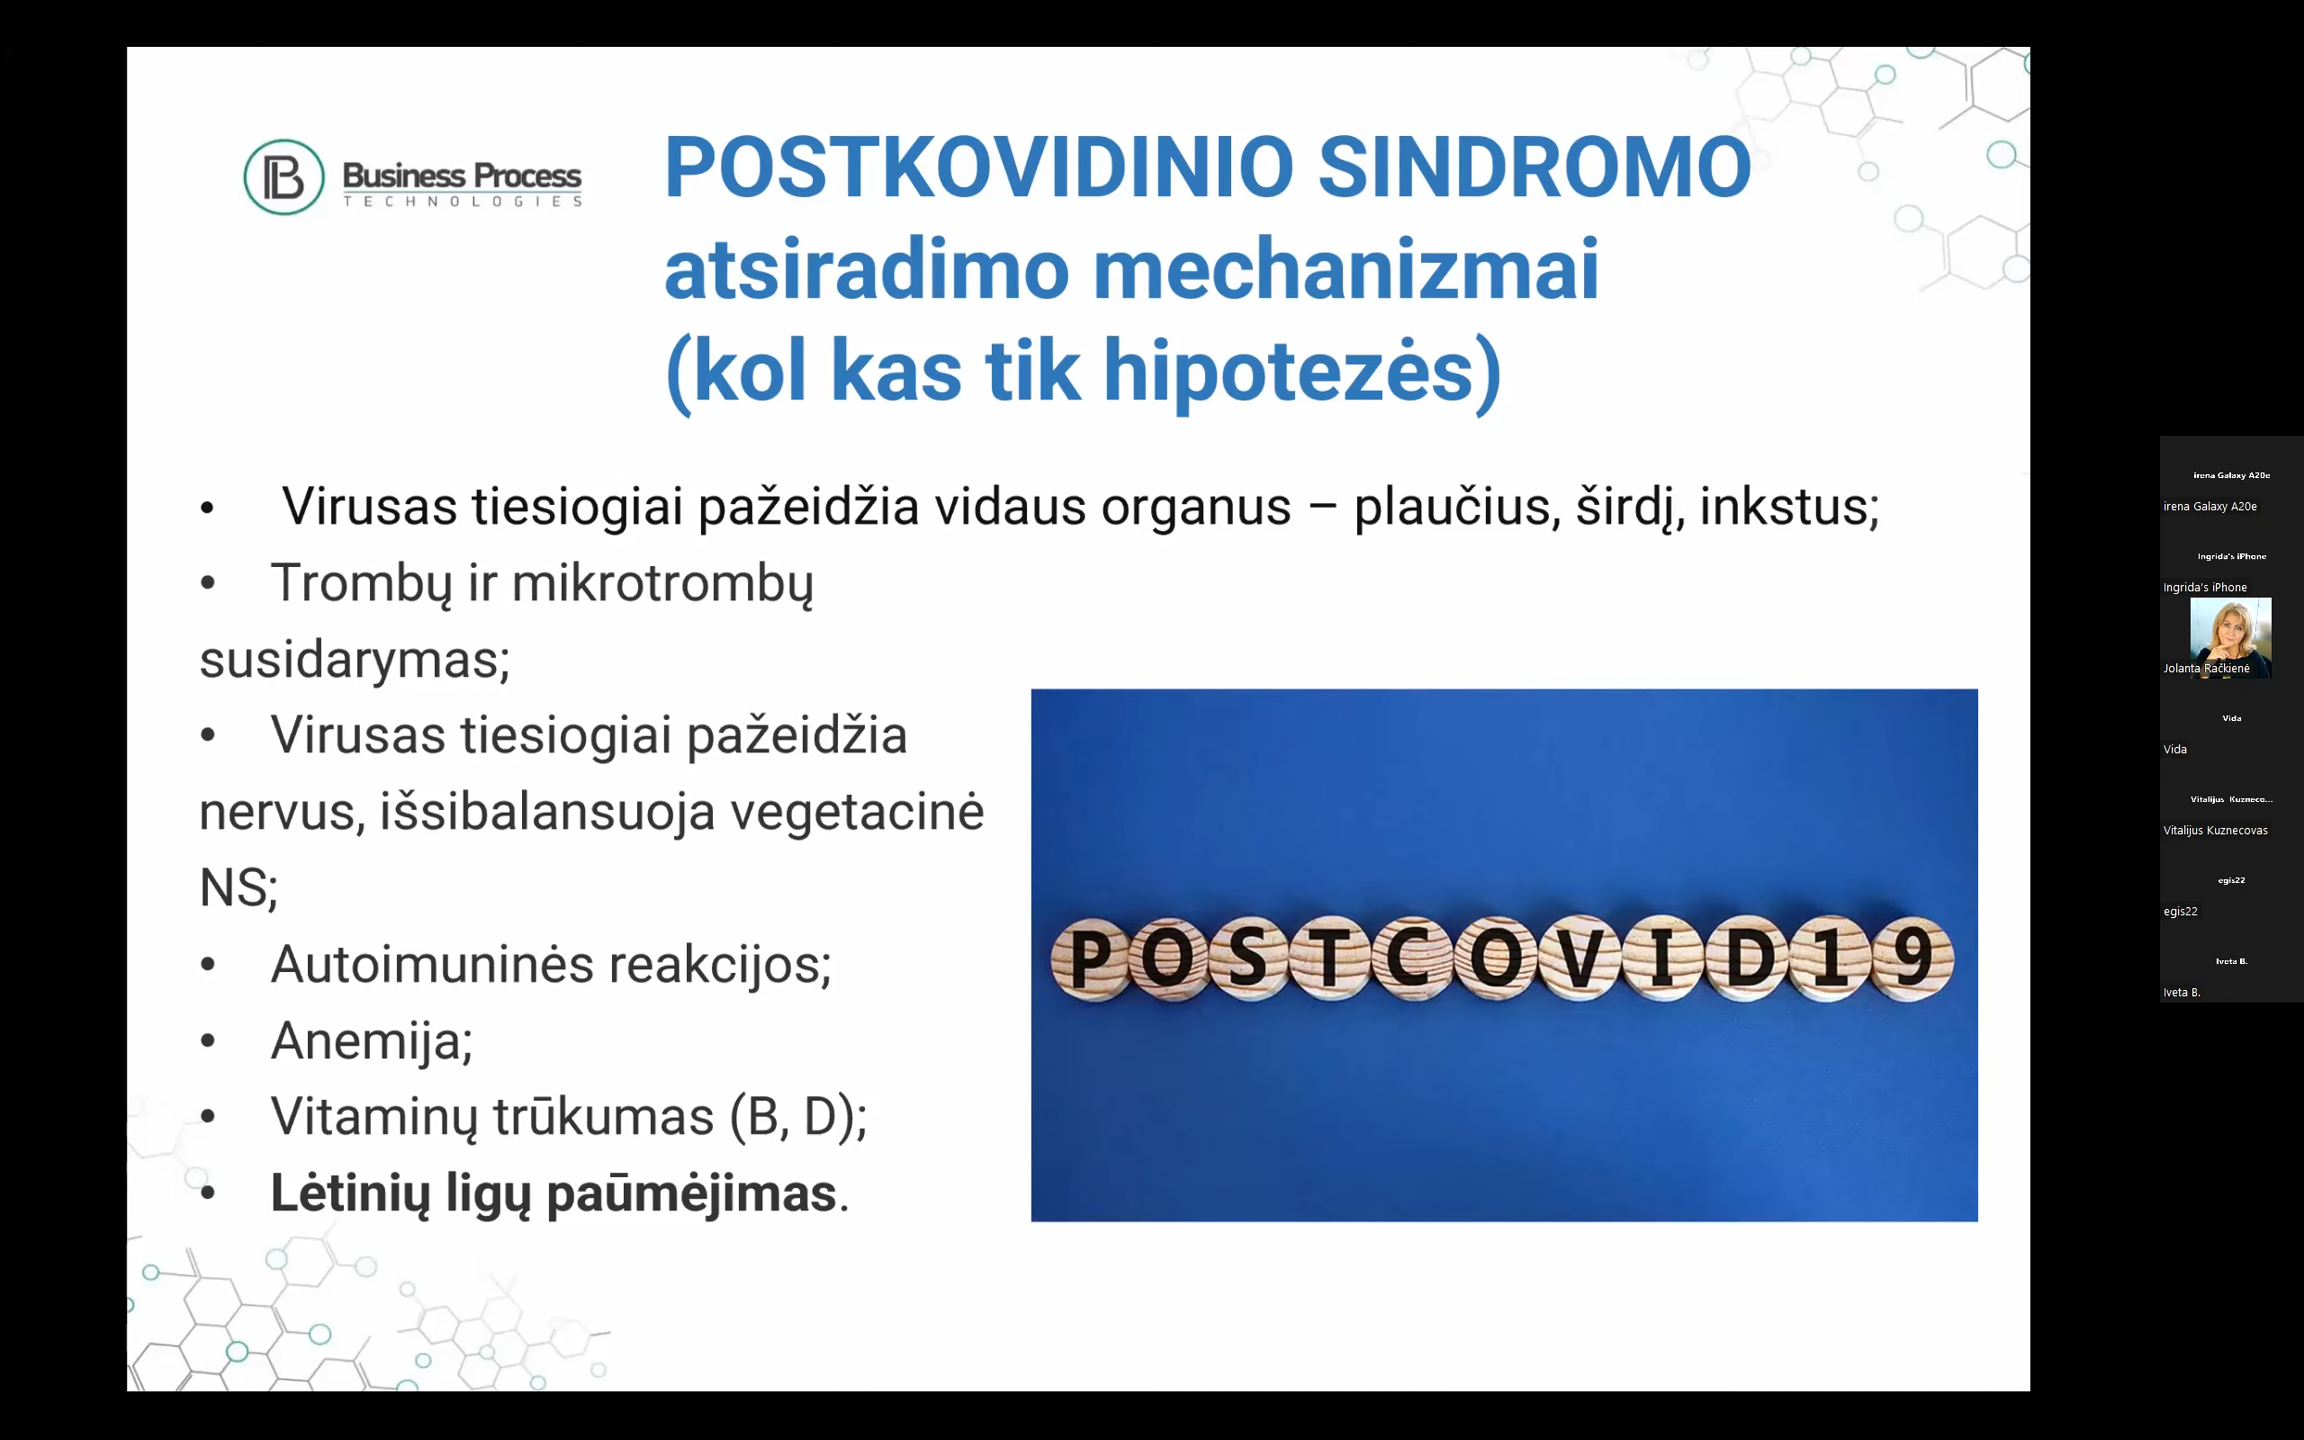 Business Process
TECHNOLOGIES
POSTKOVIDINIO SINDROMO
atsiradimo mechanizmai
(kol kas tik hipotezės)
• Virusas tiesiogiai pažeidžia vidaus organus – plaučius, širdį, inkstus;
• Trombų ir mikrotrombų
susidarymas;
• Virusas tiesiogiai pažeidžia
nervus, išsibalansuoja vegetacinė
NS;
• Autoimuninės reakcijos;
• Anemija;
• Vitaminų trūkumas (B, D);
• Lėtinių ligų paūmėjimas.
POSTCOVID19
irena Galaxy A20e
irena Galaxy A20e
Ingrida's iPhone
Ingrida's iPhone
Jolanta Račkienė
Vida
Vida
Vitalijus Kuzneco...
Vitalijus Kuznecovas
egis22
egis22
Iveta B.
Iveta B.